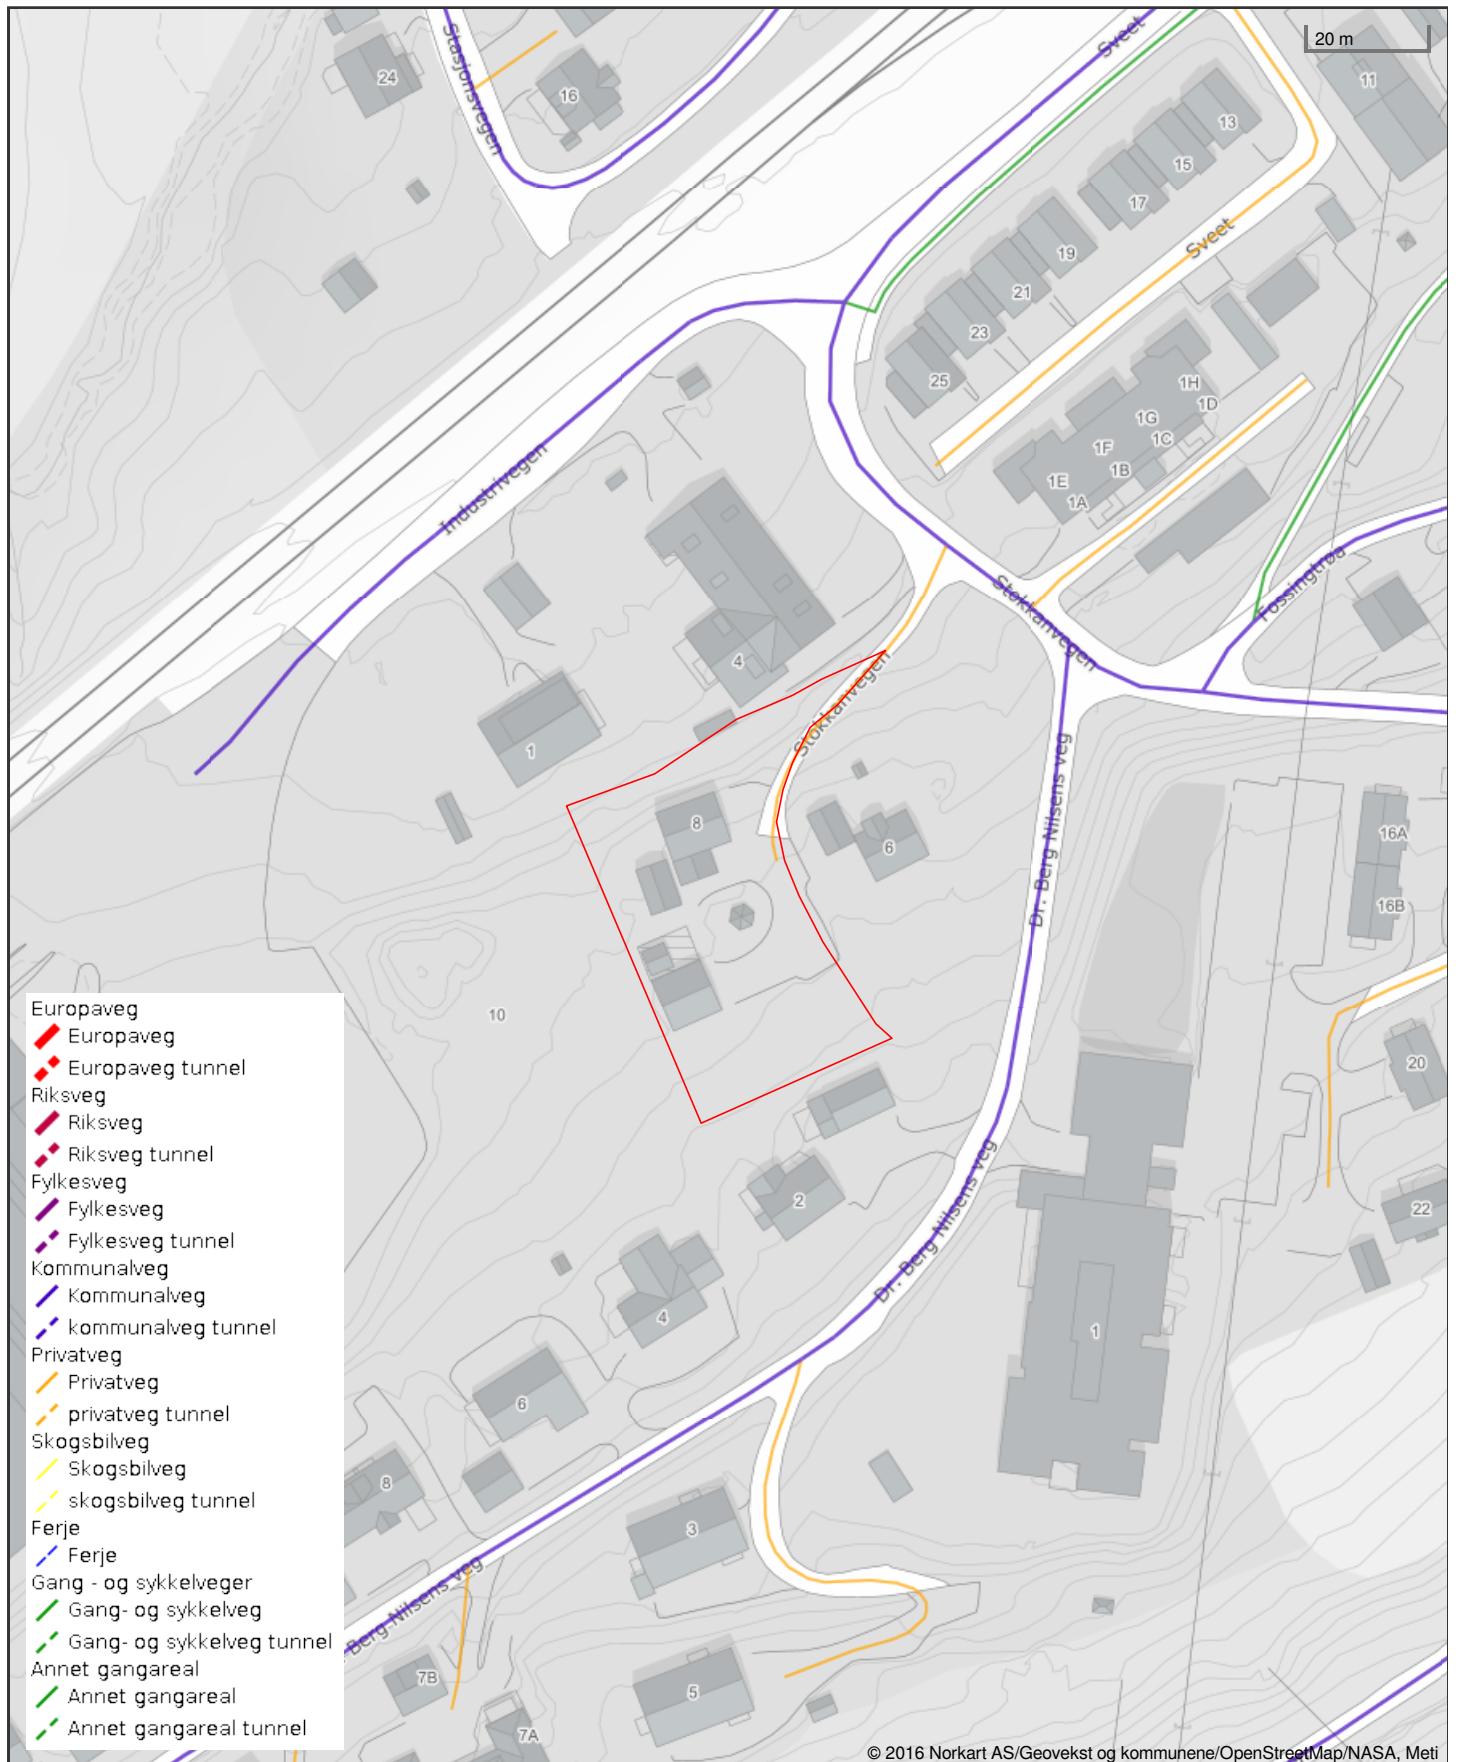 20 m
Stasjonsvegen
Sveet
24
16
11
13
15
17
Sveet
19
21
23
25
1H
1D
1G
1C
1F
1B
1E
1A
Industrivegen
Stokkanvegen
Fossingtrøa
4
Stokkanvegen
1
8
6
Dr. Berg Nilsens veg
16A
16B
10
20
22
2
Dr. Berg Nilsens veg
4
1
6
8
3
Berg Nilsens veg
7B
5
7A
Europaveg
Europaveg
Europaveg tunnel
Riksveg
Riksveg
Riksveg tunnel
Fylkesveg
Fylkesveg
Fylkesveg tunnel
Kommunalveg
Kommunalveg
kommunalveg tunnel
Privatveg
Privatveg
privatveg tunnel
Skogsbilveg
Skogsbilveg
skogsbilveg tunnel
Ferje
Ferje
Gang - og sykkelveger
Gang- og sykkelveg
Gang- og sykkelveg tunnel
Annet gangareal
Annet gangareal
Annet gangareal tunnel
© 2016 Norkart AS/Geovekst og kommunene/OpenStreetMap/NASA, Meti